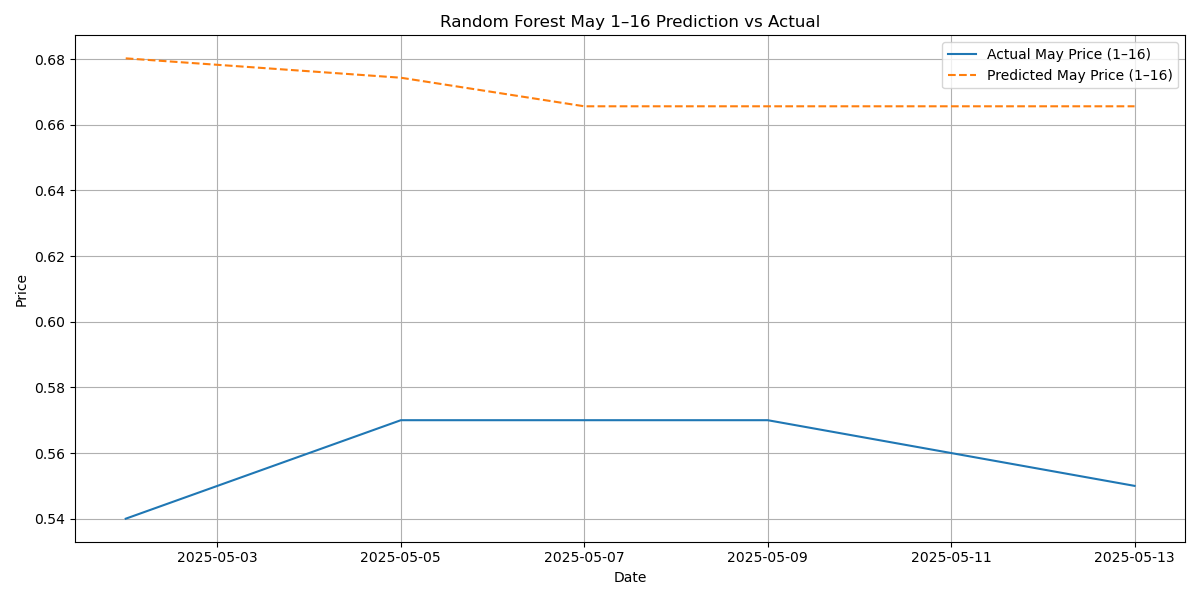 Random Forest May 1–16 Prediction vs Actual
Actual May Price (1–16)
Predicted May Price (1–16)
Price
0.68
0.66
0.64
0.62
0.60
0.58
0.56
0.54
2025-05-03
2025-05-05
2025-05-07
2025-05-09
2025-05-11
2025-05-13
Date